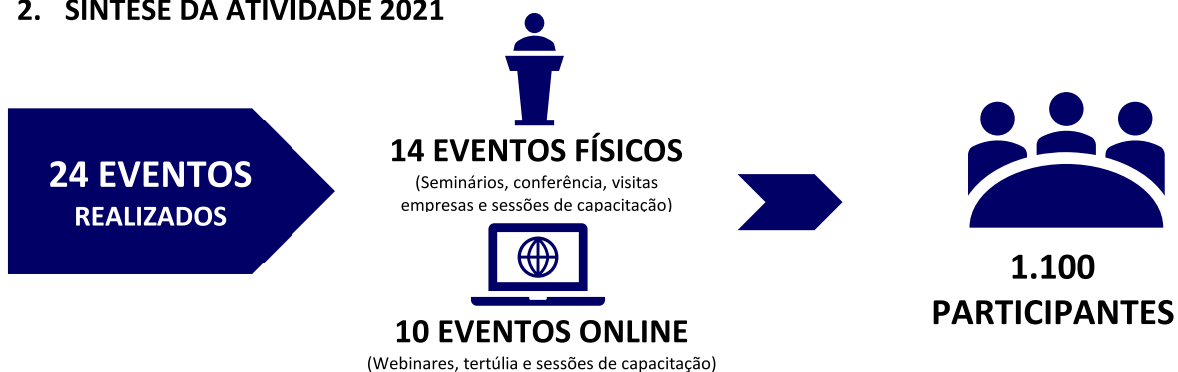 2. SÍNTESE DA ATIVIDADE 2021
24 EVENTOS
REALIZADOS
14 EVENTOS FÍSICOS
(Seminários, conferência, visitas
empresas e sessões de capacitação)
10 EVENTOS ONLINE
(Webinares, tertúlia e sessões de capacitação)
1.100
PARTICIPANTES